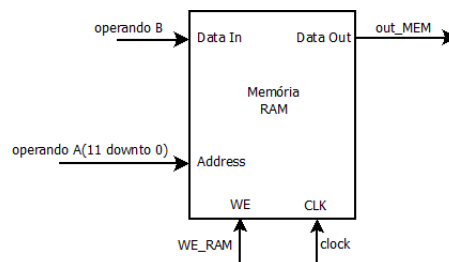 operando B
Data In
Data Out
out_MEM
Memória
RAM
operando A(11 downto 0)
Address
WE
CLK
WE_RAM
clock